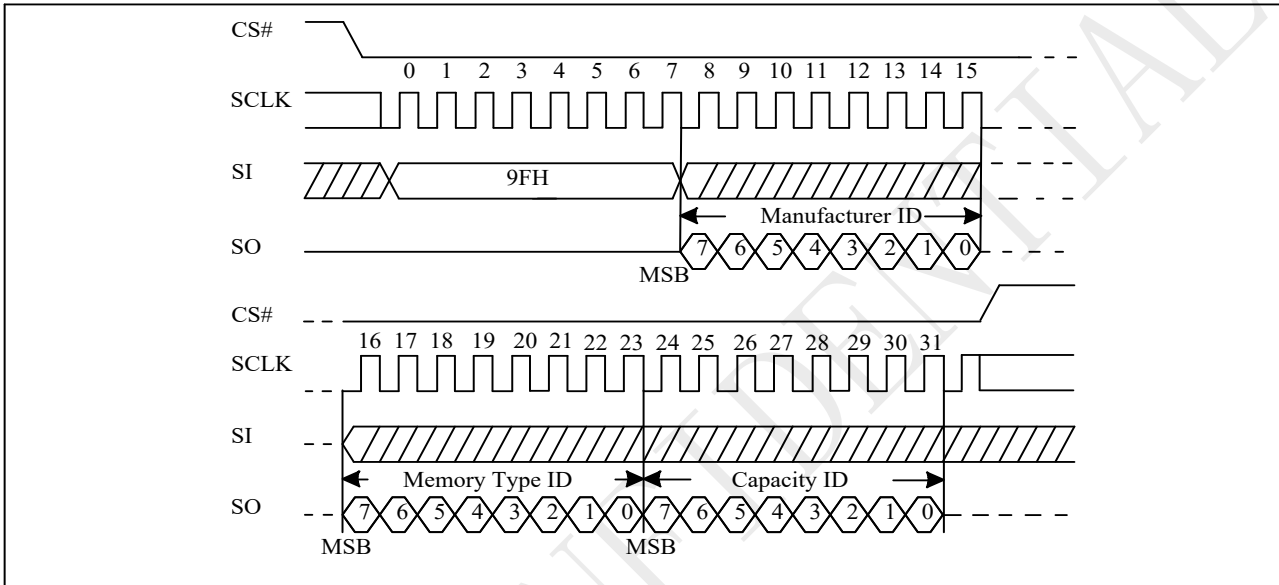 CS#
0 1 2 3 4 5 6 7 8 9 10 11 12 13 14 15
SCLK
SI 9FH
Manufacturer ID
SO 7 6 5 4 3 2 1 0
MSB
CS#
16 17 18 19 20 21 22 23 24 25 26 27 28 29 30 31
SCLK
SI
Memory Type ID Capacity ID
SO 7 6 5 4 3 2 1 0 7 6 5 4 3 2 1 0
MSB MSB